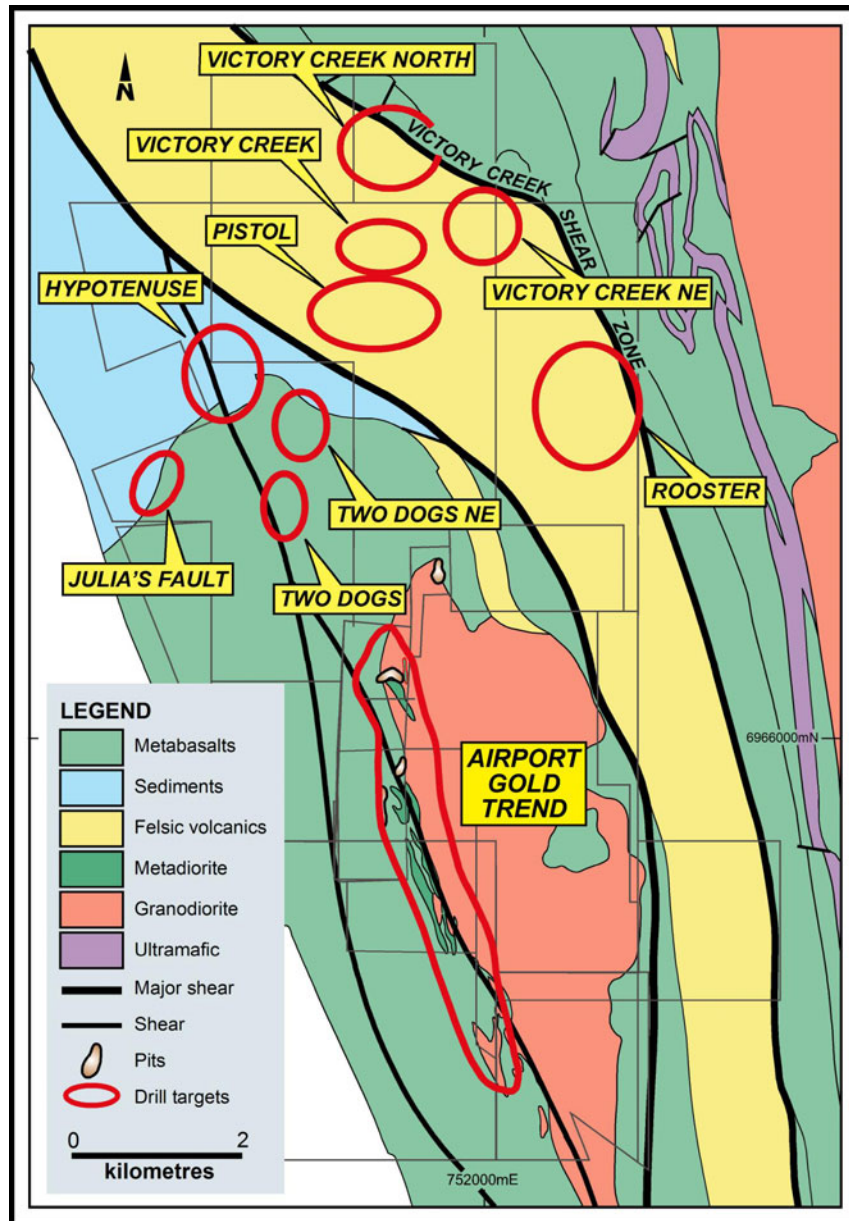 VICTORY CREEK NORTH
N
VICTORY CREEK
VICTORY CREEK SHEAR ZONE
PISTOL
HYPOTENUSE
VICTORY CREEK NE
ROOSTER
TWO DOGS NE
JULIA'S FAULT
TWO DOGS
LEGEND
Metabasalts
Sediments
Felsic volcanics
Metadiorite
Granodiorite
Ultramafic
Major shear
Shear
Pits
Drill targets
0 2
kilometres
6966000mN
AIRPORT
GOLD
TREND
752000mE